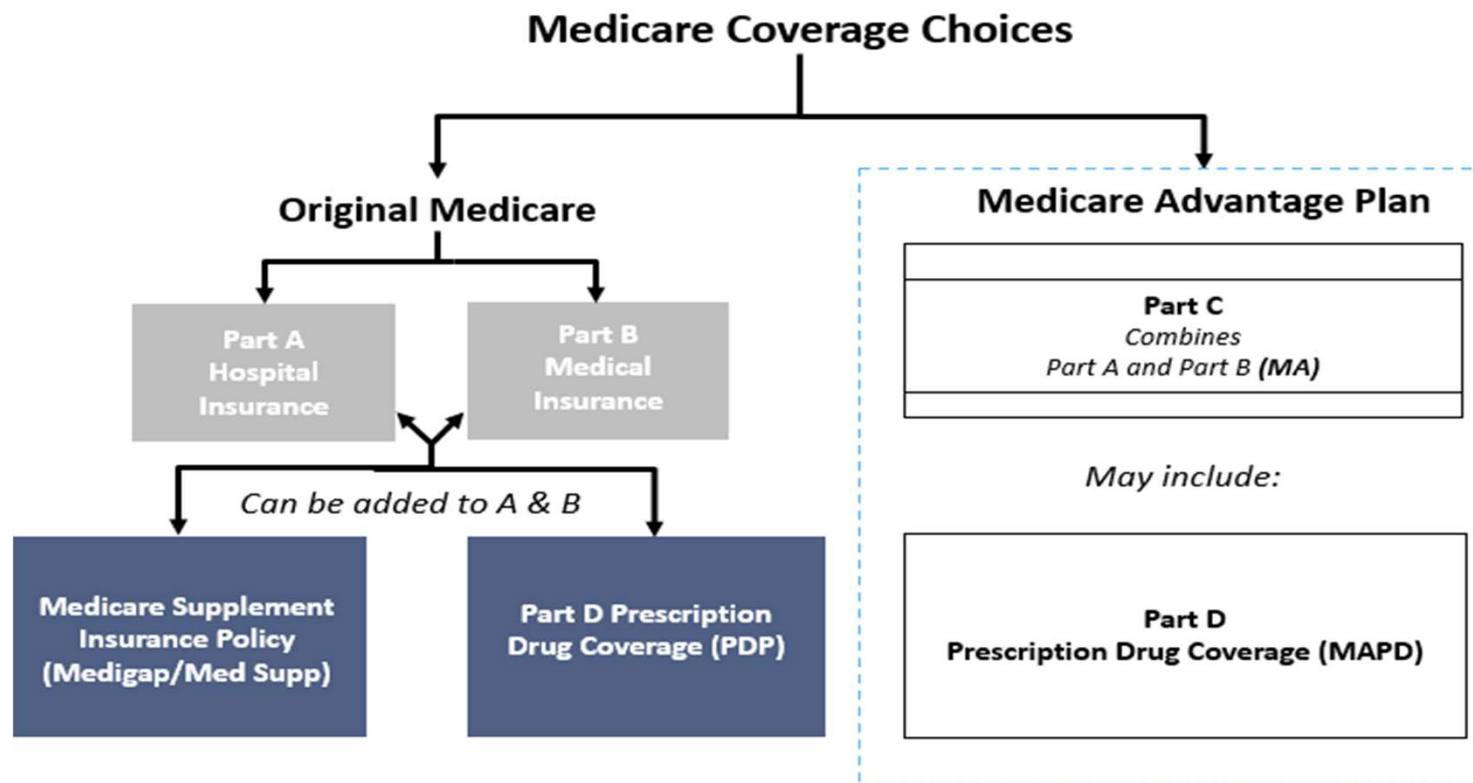 Medicare Coverage Choices
Original Medicare
Part A
Hospital
Insurance
Part B
Medical
Insurance
Can be added to A & B
Medicare Supplement
Insurance Policy
(Medigap/Med Supp)
Part D Prescription
Drug Coverage (PDP)
Medicare Advantage Plan
Part C
Combines
Part A and Part B (MA)
May include:
Part D
Prescription Drug Coverage (MAPD)